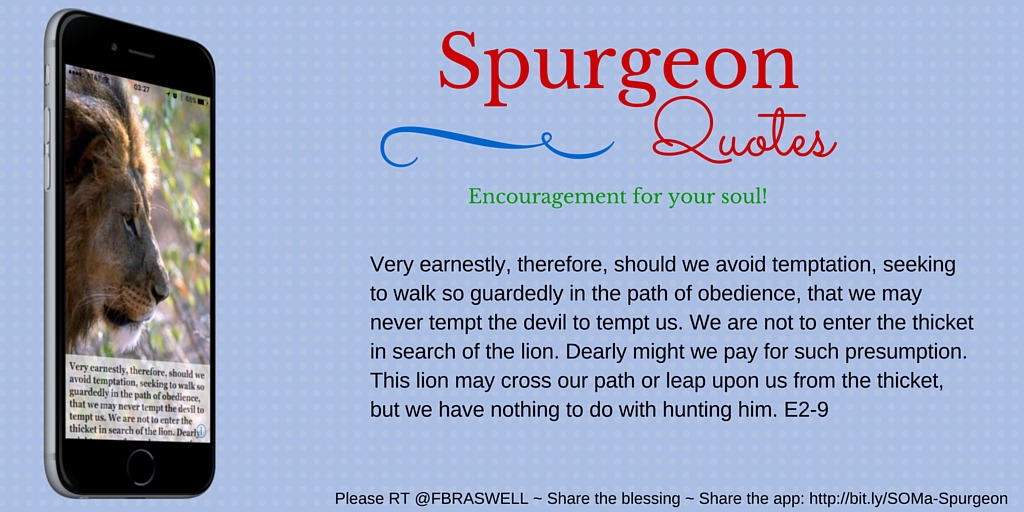 AT&T
03:27
68%
Very earnestly, therefore, should we
avoid temptation, seeking to walk so
guardedly in the path of obedience,
that we may never tempt the devil to
tempt us. We are not to enter the
thicket in search of the lion. Dearly
Spurgeon
Quotes
Encouragement for your soul!
Very earnestly, therefore, should we avoid temptation, seeking
to walk so guardedly in the path of obedience, that we may
never tempt the devil to tempt us. We are not to enter the thicket
in search of the lion. Dearly might we pay for such presumption.
This lion may cross our path or leap upon us from the thicket,
but we have nothing to do with hunting him. E2-9
Please RT @FBRASWELL ~ Share the blessing ~ Share the app: http://bit.ly/SOMa-Spurgeon